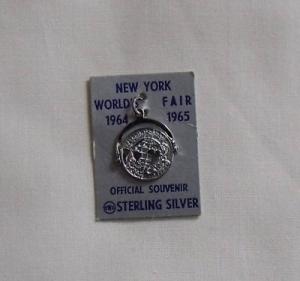 NEW YORK
WORLD FAIR
1964 1965
OFFICIAL SOUVENIR
STERLING SILVER